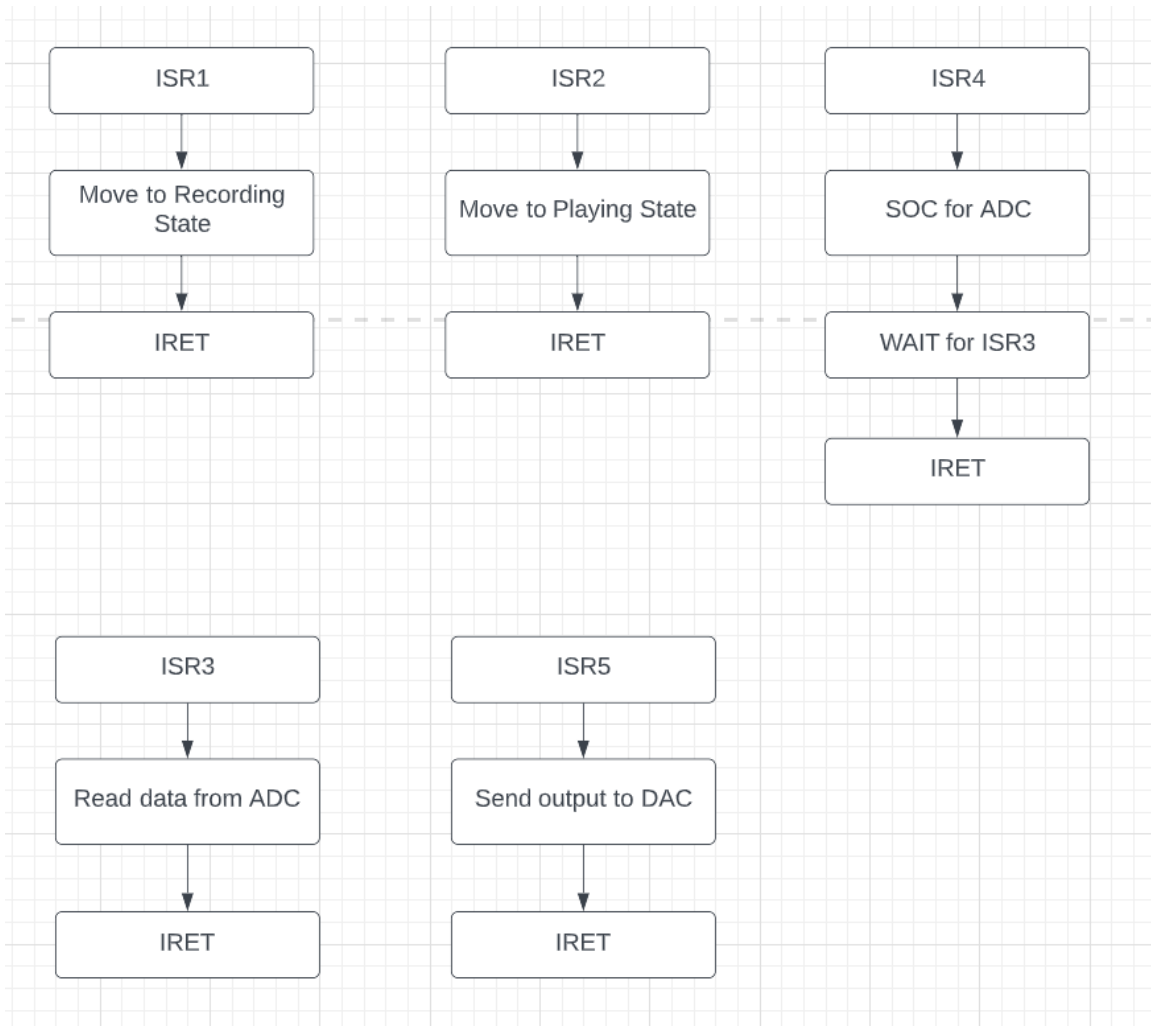 ISR1
Move to Recording
State
IRET
ISR2
Move to Playing State
IRET
ISR4
SOC for ADC
WAIT for ISR3
IRET
ISR3
Read data from ADC
IRET
ISR5
Send output to DAC
IRET